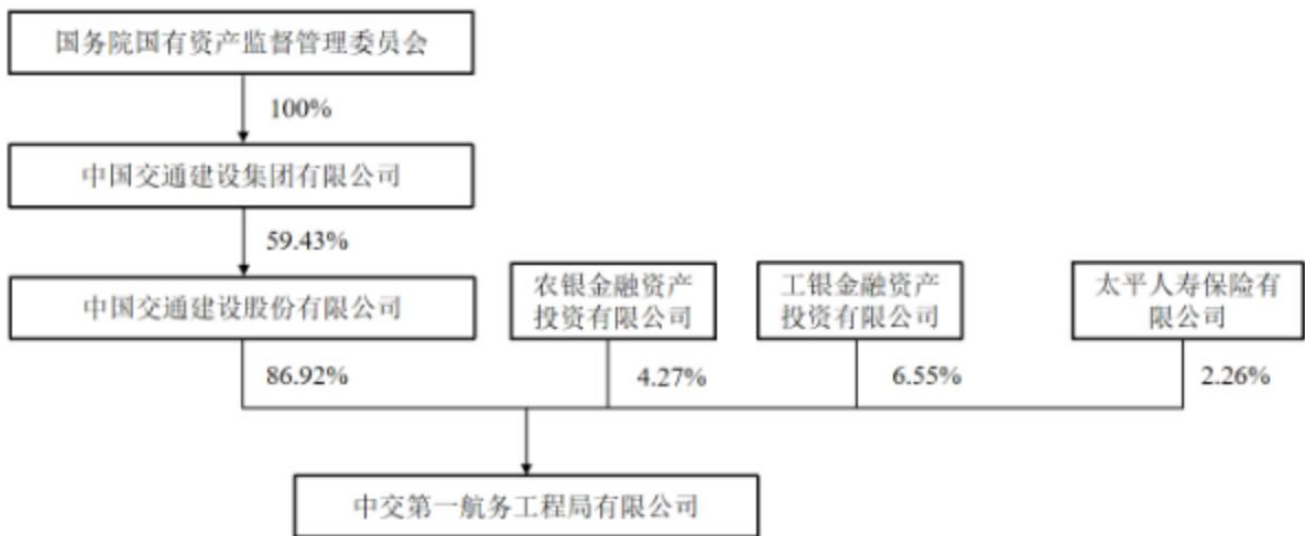 国务院国有资产监督管理委员会
100%
中国交通建设集团有限公司
59.43%
中国交通建设股份有限公司
农银金融资产
投资有限公司
工银金融资产
投资有限公司
太平人寿保险有
限公司
86.92%
4.27%
6.55%
2.26%
中交第一航务工程局有限公司